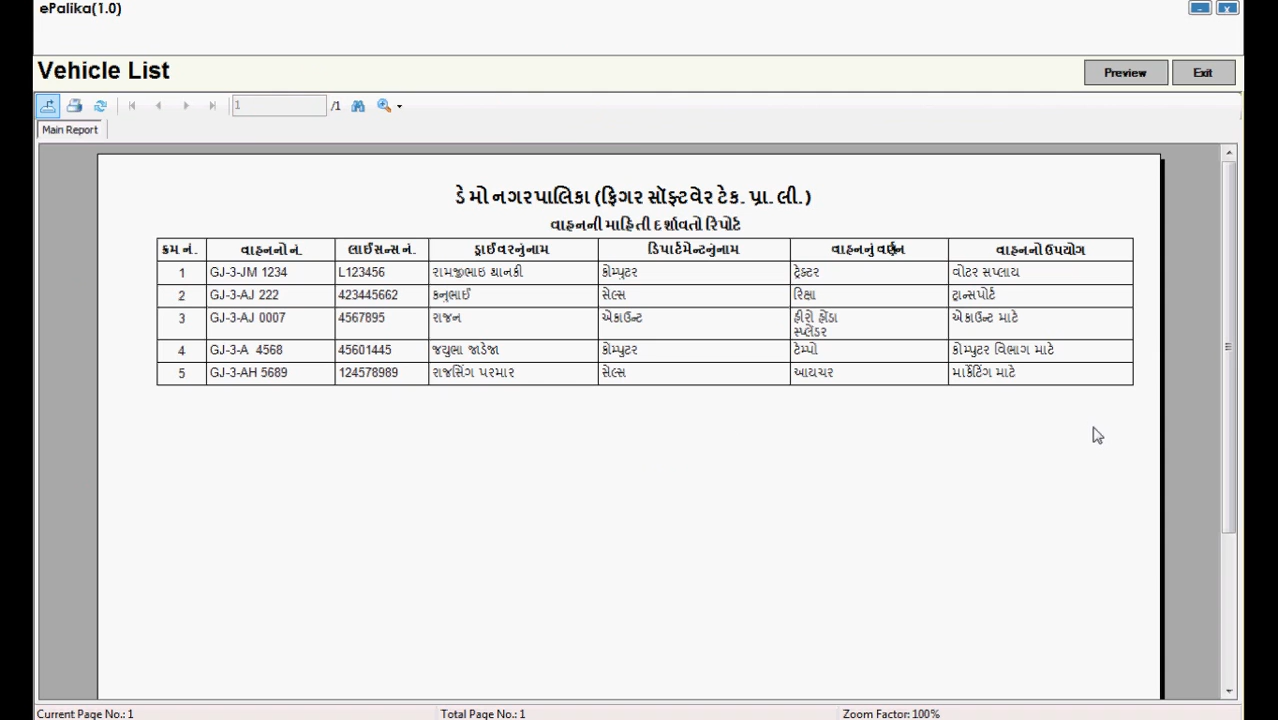 ePalika(1.0)
Vehicle List
Preview Exit
1 /1
Main Report
ડેમો નગરપાલિકા (ફિગર સૉફ્ટવેર ટેક. પ્રા. લી.)
વાહનની માહિતી દર્શાવતો રિપોર્ટ
ક્રમ નં. વાહનનો નં. લાઈસન્સ નં. ડ્રાઈવરનું નામ ડિપાર્ટમેન્ટનું નામ વાહનનું વર્ણન વાહનનો ઉપયોગ
1 GJ-3-JM 1234 L123456 રામજીભાઇ થાનકી કોમ્પુટર ટ્રેક્ટર વોટર સપ્લાય
2 GJ-3-AJ 222 423445662 કનુભાઈ સેલ્સ રિક્ષા ટ્રાન્સપોર્ટ
3 GJ-3-AJ 0007 4567895 રાજન એકાઉન્ટ હીરો હોંડા એકાઉન્ટ માટે
સ્પ્લેંડર
4 GJ-3-A 4568 45601445 જયુભા જાડેજા કોમ્પુટર ટેમ્પો કોમ્પુટર વિભાગ માટે
5 GJ-3-AH 5689 124578989 રાજસિંગ પરમાર સેલ્સ આયચર માર્કેટિંગ માટે
Current Page No.: 1 Total Page No.: 1 Zoom Factor: 100%